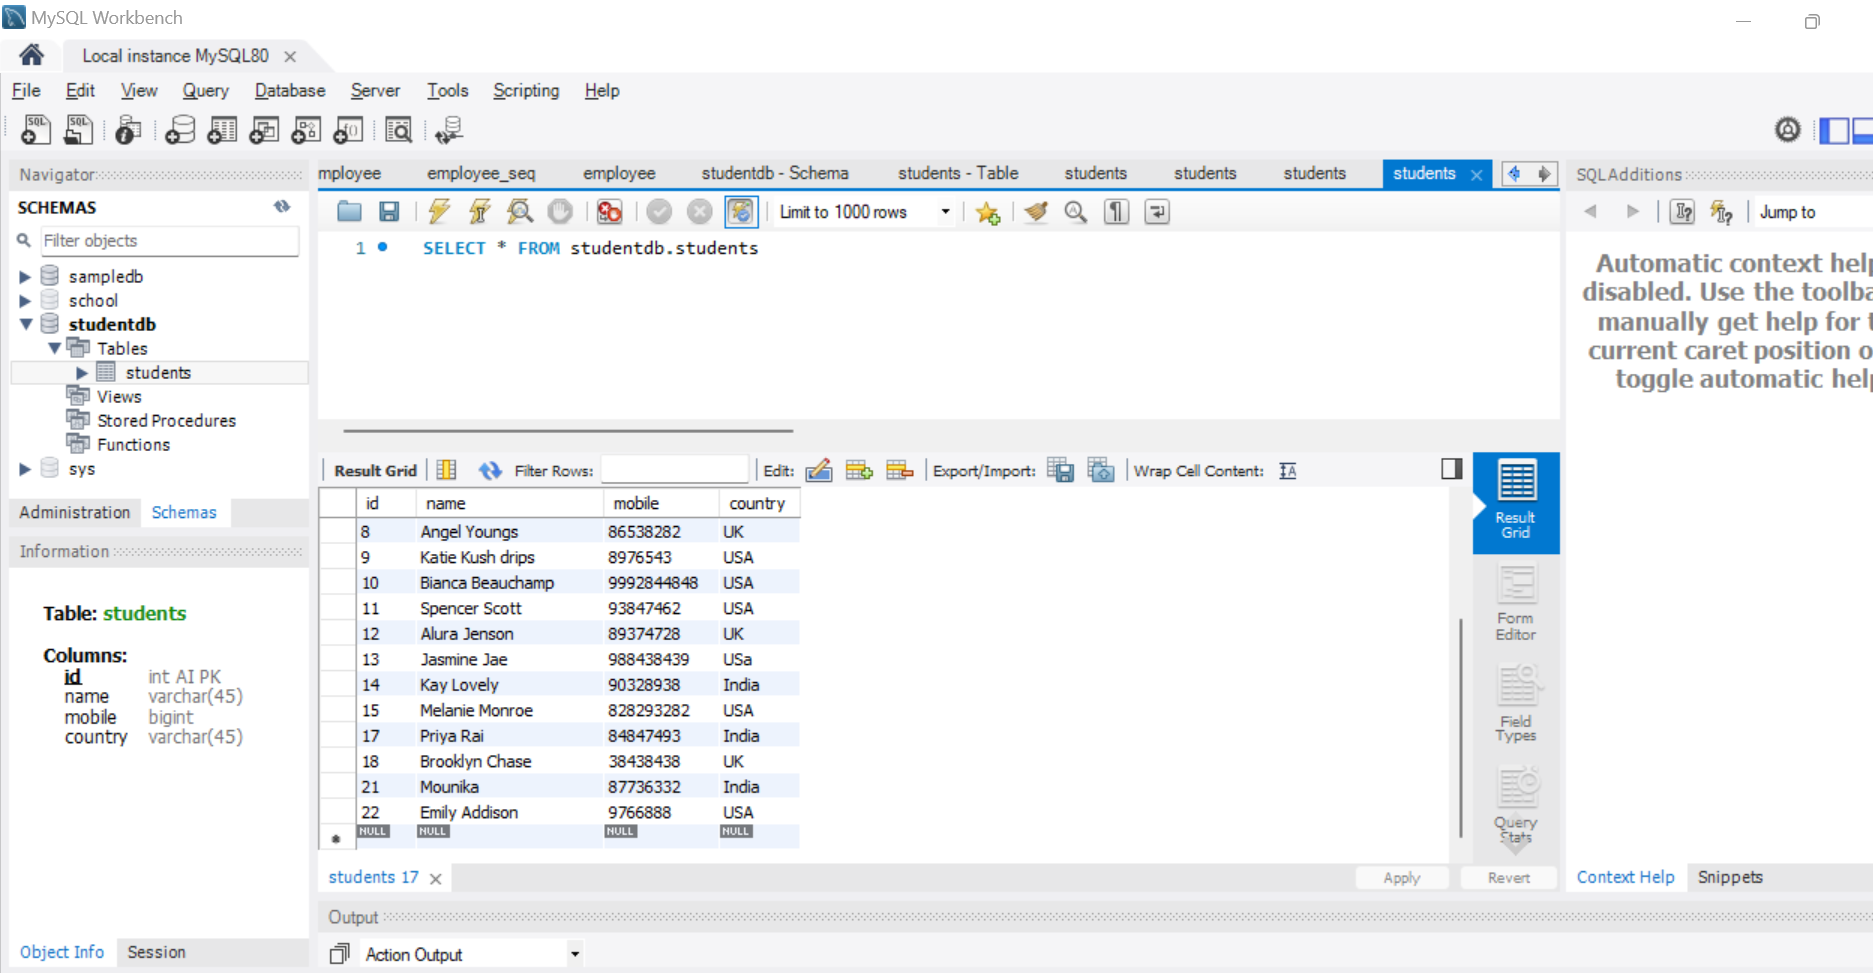 MySQL Workbench
Local instance MySQL80
File Edit View Query Database Server Tools Scripting Help
Navigator
SCHEMAS
Filter objects
sampledb
school
studentdb
Tables
students
Views
Stored Procedures
Functions
sys
Administration Schemas
Information
Table: students
Columns:
id int AI PK
name varchar(45)
mobile bigint
country varchar(45)
Object Info Session
mployee employee_seq employee studentdb - Schema students - Table students students students students
Limit to 1000 rows
1 SELECT * FROM studentdb.students
Result Grid Filter Rows: Edit: Export/Import: Wrap Cell Content:
id name mobile country
8 Angel Youngs 86538282 UK
9 Katie Kush drips 8976543 USA
10 Bianca Beauchamp 9992844848 USA
11 Spencer Scott 93847462 USA
12 Alura Jenson 89374728 UK
13 Jasmine Jae 988438439 USa
14 Kay Lovely 90328938 India
15 Melanie Monroe 828293282 USA
17 Priya Rai 84847493 India
18 Brooklyn Chase 38438438 UK
21 Mounika 87736332 India
22 Emily Addison 9766888 USA
NULL NULL NULL NULL
Result
Grid
Form
Editor
Field
Types
Query
Stats
students 17
Apply Revert
Output
Action Output
SQLAdditions
Jump to
Automatic context help
disabled. Use the toolba
manually get help for t
current caret position o
toggle automatic help
Context Help Snippets